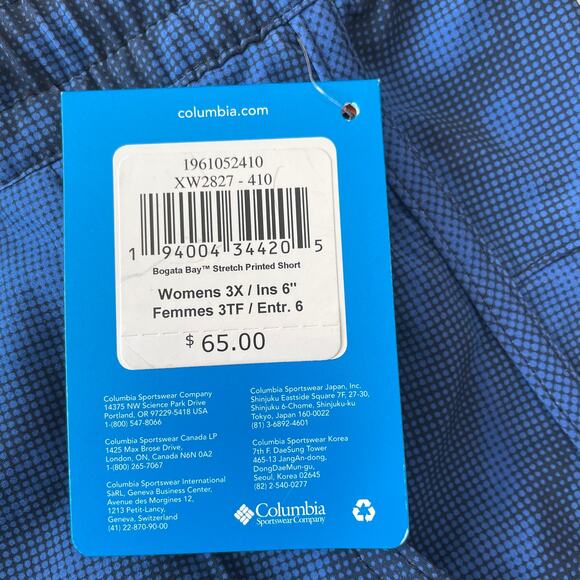 columbia.com
1961052410
XW2827 - 410
1 94004 34420 5
Bogata Bay™ Stretch Printed Short
Womens 3X / Ins 6"
Femmes 3TF / Entr. 6
$ 65.00
Columbia Sportswear Company
14375 NW Science Park Drive
Portland, OR 97229-5418 USA
1-(800) 547-8066
Columbia Sportswear Canada LP
1425 Max Brose Drive,
London, ON, Canada N6N 0A2
1-(800) 265-7067
Columbia Sportswear International
SàRL, Geneva Business Center,
Avenue des Morgines 12,
1213 Petit-Lancy,
Geneva, Switzerland
(41) 22-870-90-00
Columbia Sportswear Japan, Inc.
Shinjuku Eastside Square 7F, 27-30,
Shinjuku 6-Chome, Shinjuku-ku
Tokyo, Japan 160-0022
(81) 3-6892-4601
Columbia Sportswear Korea
7th F. DaeSung Tower
465-13 JangAn-dong,
DongDaeMun-gu,
Seoul, Korea 02645
(82) 2-540-0277
Columbia
Sportswear Company